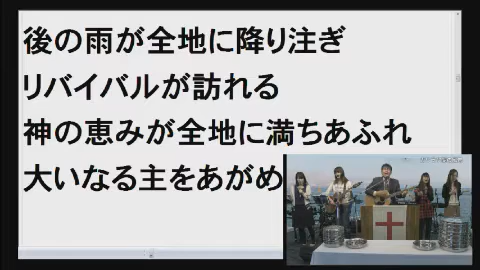 後の雨が全地に降り注ぎ
リバイバルが訪れる
神の恵みが全地に満ちあふれ
大いなる主をあがめ